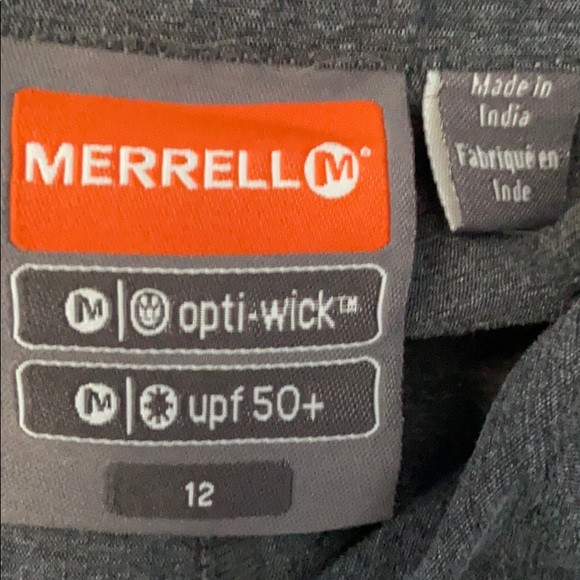 MERRELL M®
M opti-wick™
M upf 50+
12
Made in
India
Fabriqué en
Inde